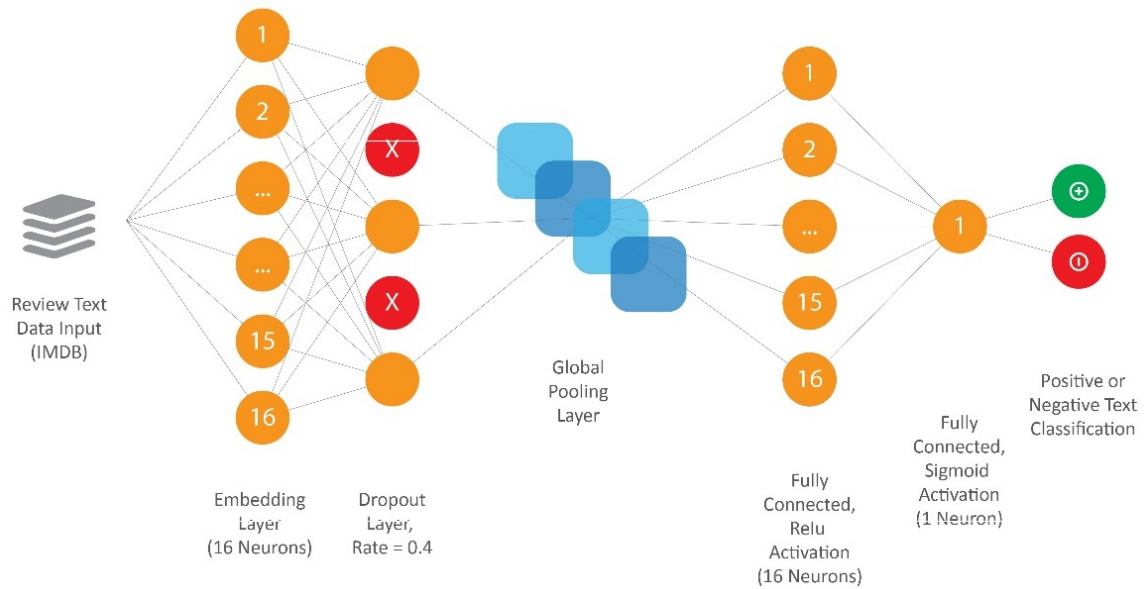 1
2
...
...
15
16
X
X
1
2
...
15
16
1
Review Text
Data Input
(IMDB)
Embedding
Layer
(16 Neurons)
Dropout
Layer,
Rate = 0.4
Global
Pooling
Layer
Fully
Connected,
Relu
Activation
(16 Neurons)
Fully
Connected,
Sigmoid
Activation
(1 Neuron)
Positive or
Negative Text
Classification